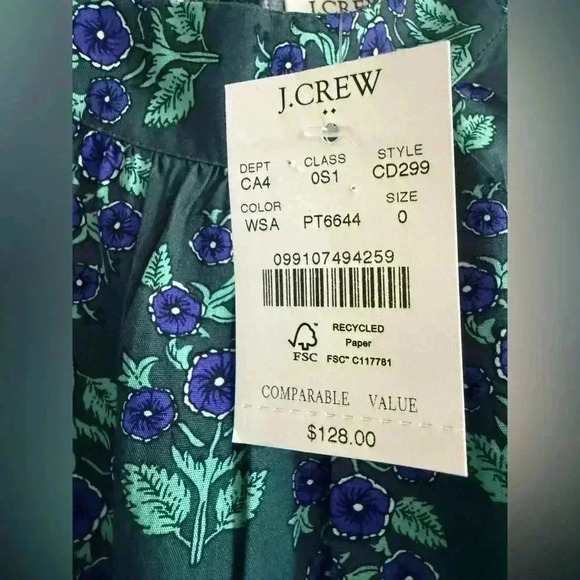 J.CREW
J.CREW
DEPT CLASS STYLE
CA4 0S1 CD299
COLOR SIZE
WSA PT6644 0
099107494259
RECYCLED
Paper
FSC FSC™ C117781
COMPARABLE VALUE
$128.00